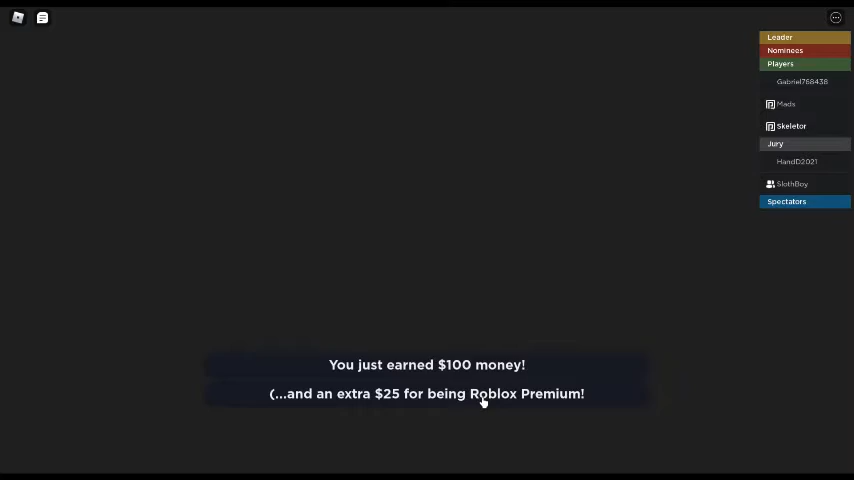 Leader
Nominees
Players
Gabriel768438
Mads
Skeletor
Jury
HandD2021
SlothBoy
Spectators
You just earned $100 money!
(...and an extra $25 for being Roblox Premium!